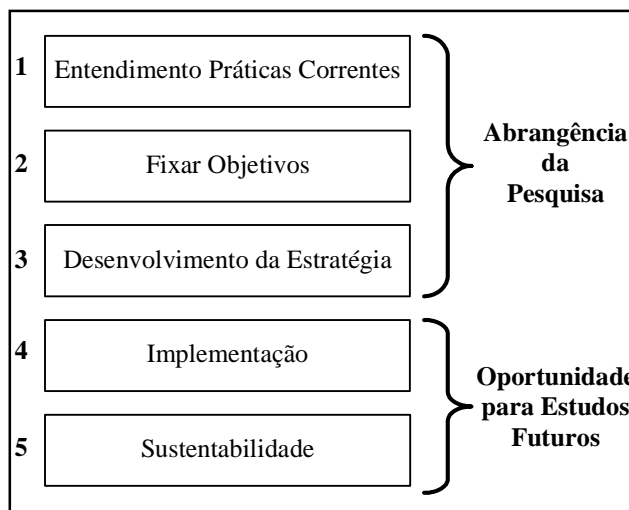 1 Entendimento Práticas Correntes
2 Fixar Objetivos
3 Desenvolvimento da Estratégia
Abrangência
da
Pesquisa
4 Implementação
5 Sustentabilidade
Oportunidade
para Estudos
Futuros